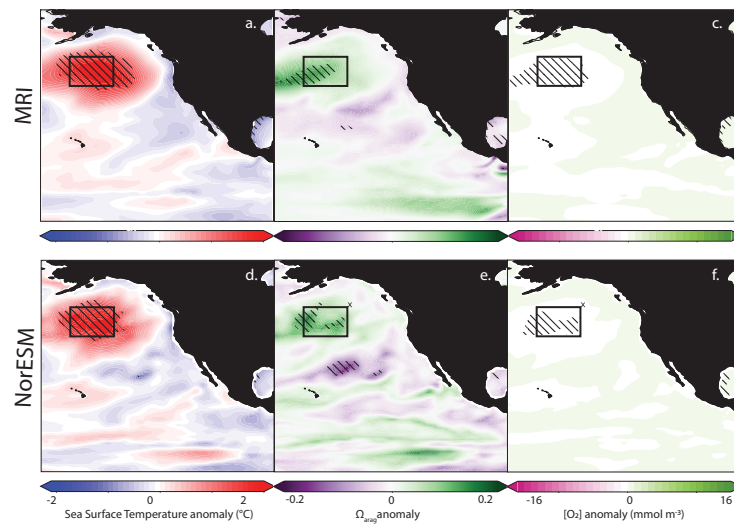 a.
b.
c.
MRI
d.
e.
f.
x
x
NorESM
-2
0
2
-0.2
0
0.2
-16
0
16
Sea Surface Temperature anomaly (°C)
Ωarag anomaly
[O₂] anomaly (mmol m⁻³)